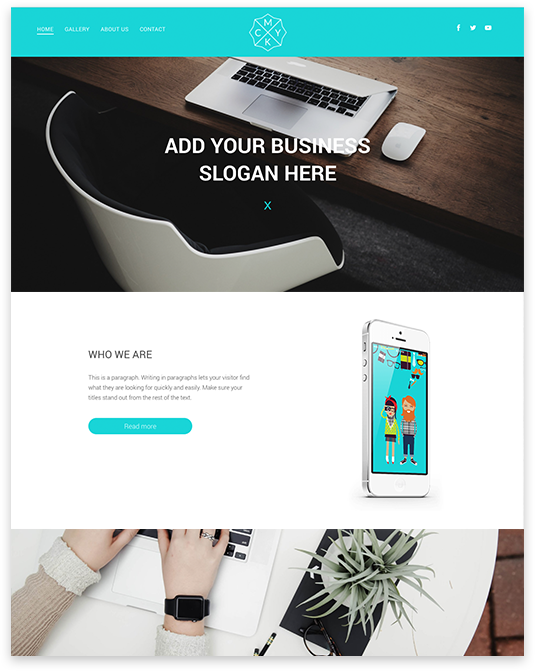 HOME GALLERY ABOUT US CONTACT
M
C Y
K
ADD YOUR BUSINESS
SLOGAN HERE
X
WHO WE ARE
This is a paragraph. Writing in paragraphs lets your visitor find
what they are looking for quickly and easily. Make sure your
titles stand out from the rest of the text.
Read more